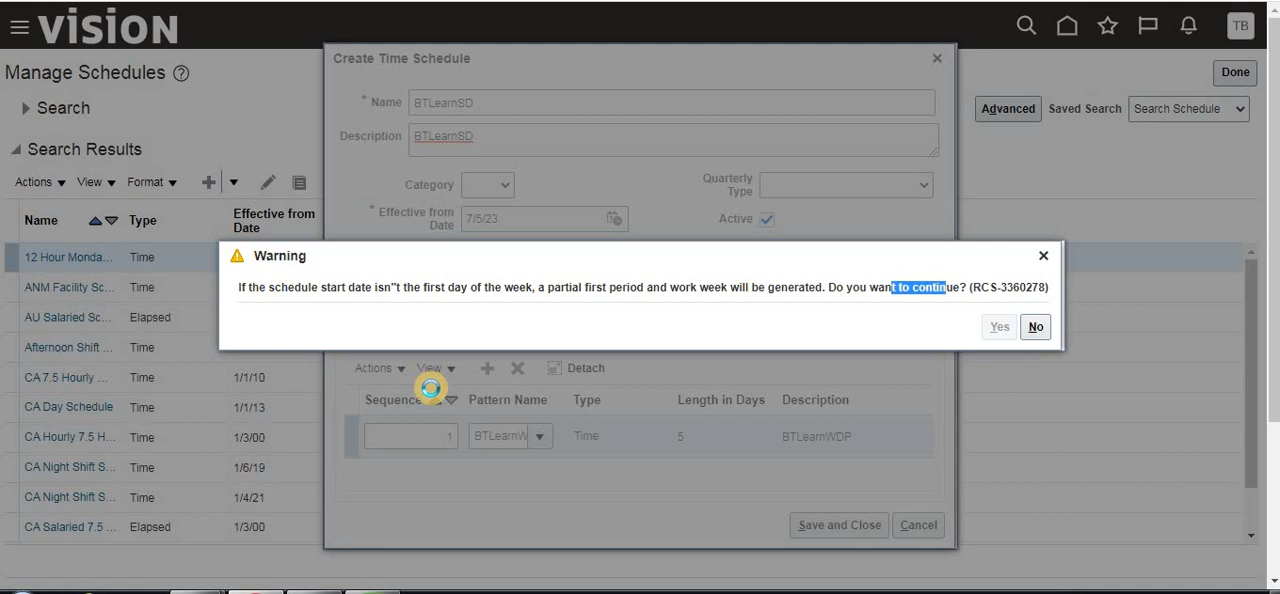 vision
TB
Manage Schedules ?
Done
Search
Advanced Saved Search Search Schedule
Search Results
Actions View Format
Name Type Effective from Date
12 Hour Monda... Time
ANM Facility Sc... Time
AU Salaried Sc... Elapsed
Afternoon Shift ... Time
CA 7.5 Hourly ... Time 1/1/10
CA Day Schedule Time 1/1/13
CA Hourly 7.5 H... Time 1/3/00
CA Night Shift S... Time 1/6/19
CA Night Shift S... Time 1/4/21
CA Salaried 7.5 ... Elapsed 1/3/00
Create Time Schedule
* Name BTLearnSD
Description BTLearnSD
Category
Quarterly Type
* Effective from Date 7/5/23
Active
Warning
If the schedule start date isn''t the first day of the week, a partial first period and work week will be generated. Do you want to continue? (RCS-3360278)
Yes No
Actions View Detach
Sequence Pattern Name Type Length in Days Description
1 BTLearnW Time 5 BTLearnWDP
Save and Close Cancel